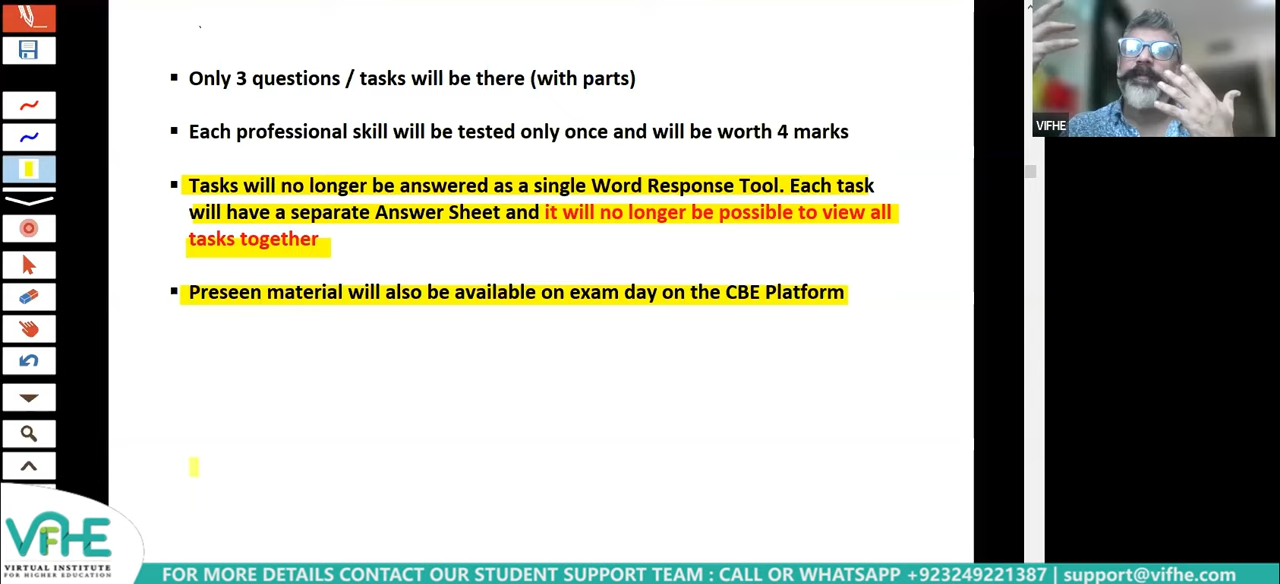 Only 3 questions / tasks will be there (with parts)
Each professional skill will be tested only once and will be worth 4 marks
Tasks will no longer be answered as a single Word Response Tool. Each task
will have a separate Answer Sheet and it will no longer be possible to view all
tasks together
Preseen material will also be available on exam day on the CBE Platform
VIFHE
VIFHE
VIRTUAL INSTITUTE
FOR HIGHER EDUCATION
FOR MORE DETAILS CONTACT OUR STUDENT SUPPORT TEAM : CALL OR WHATSAPP +923249221387 | support@vifhe.com